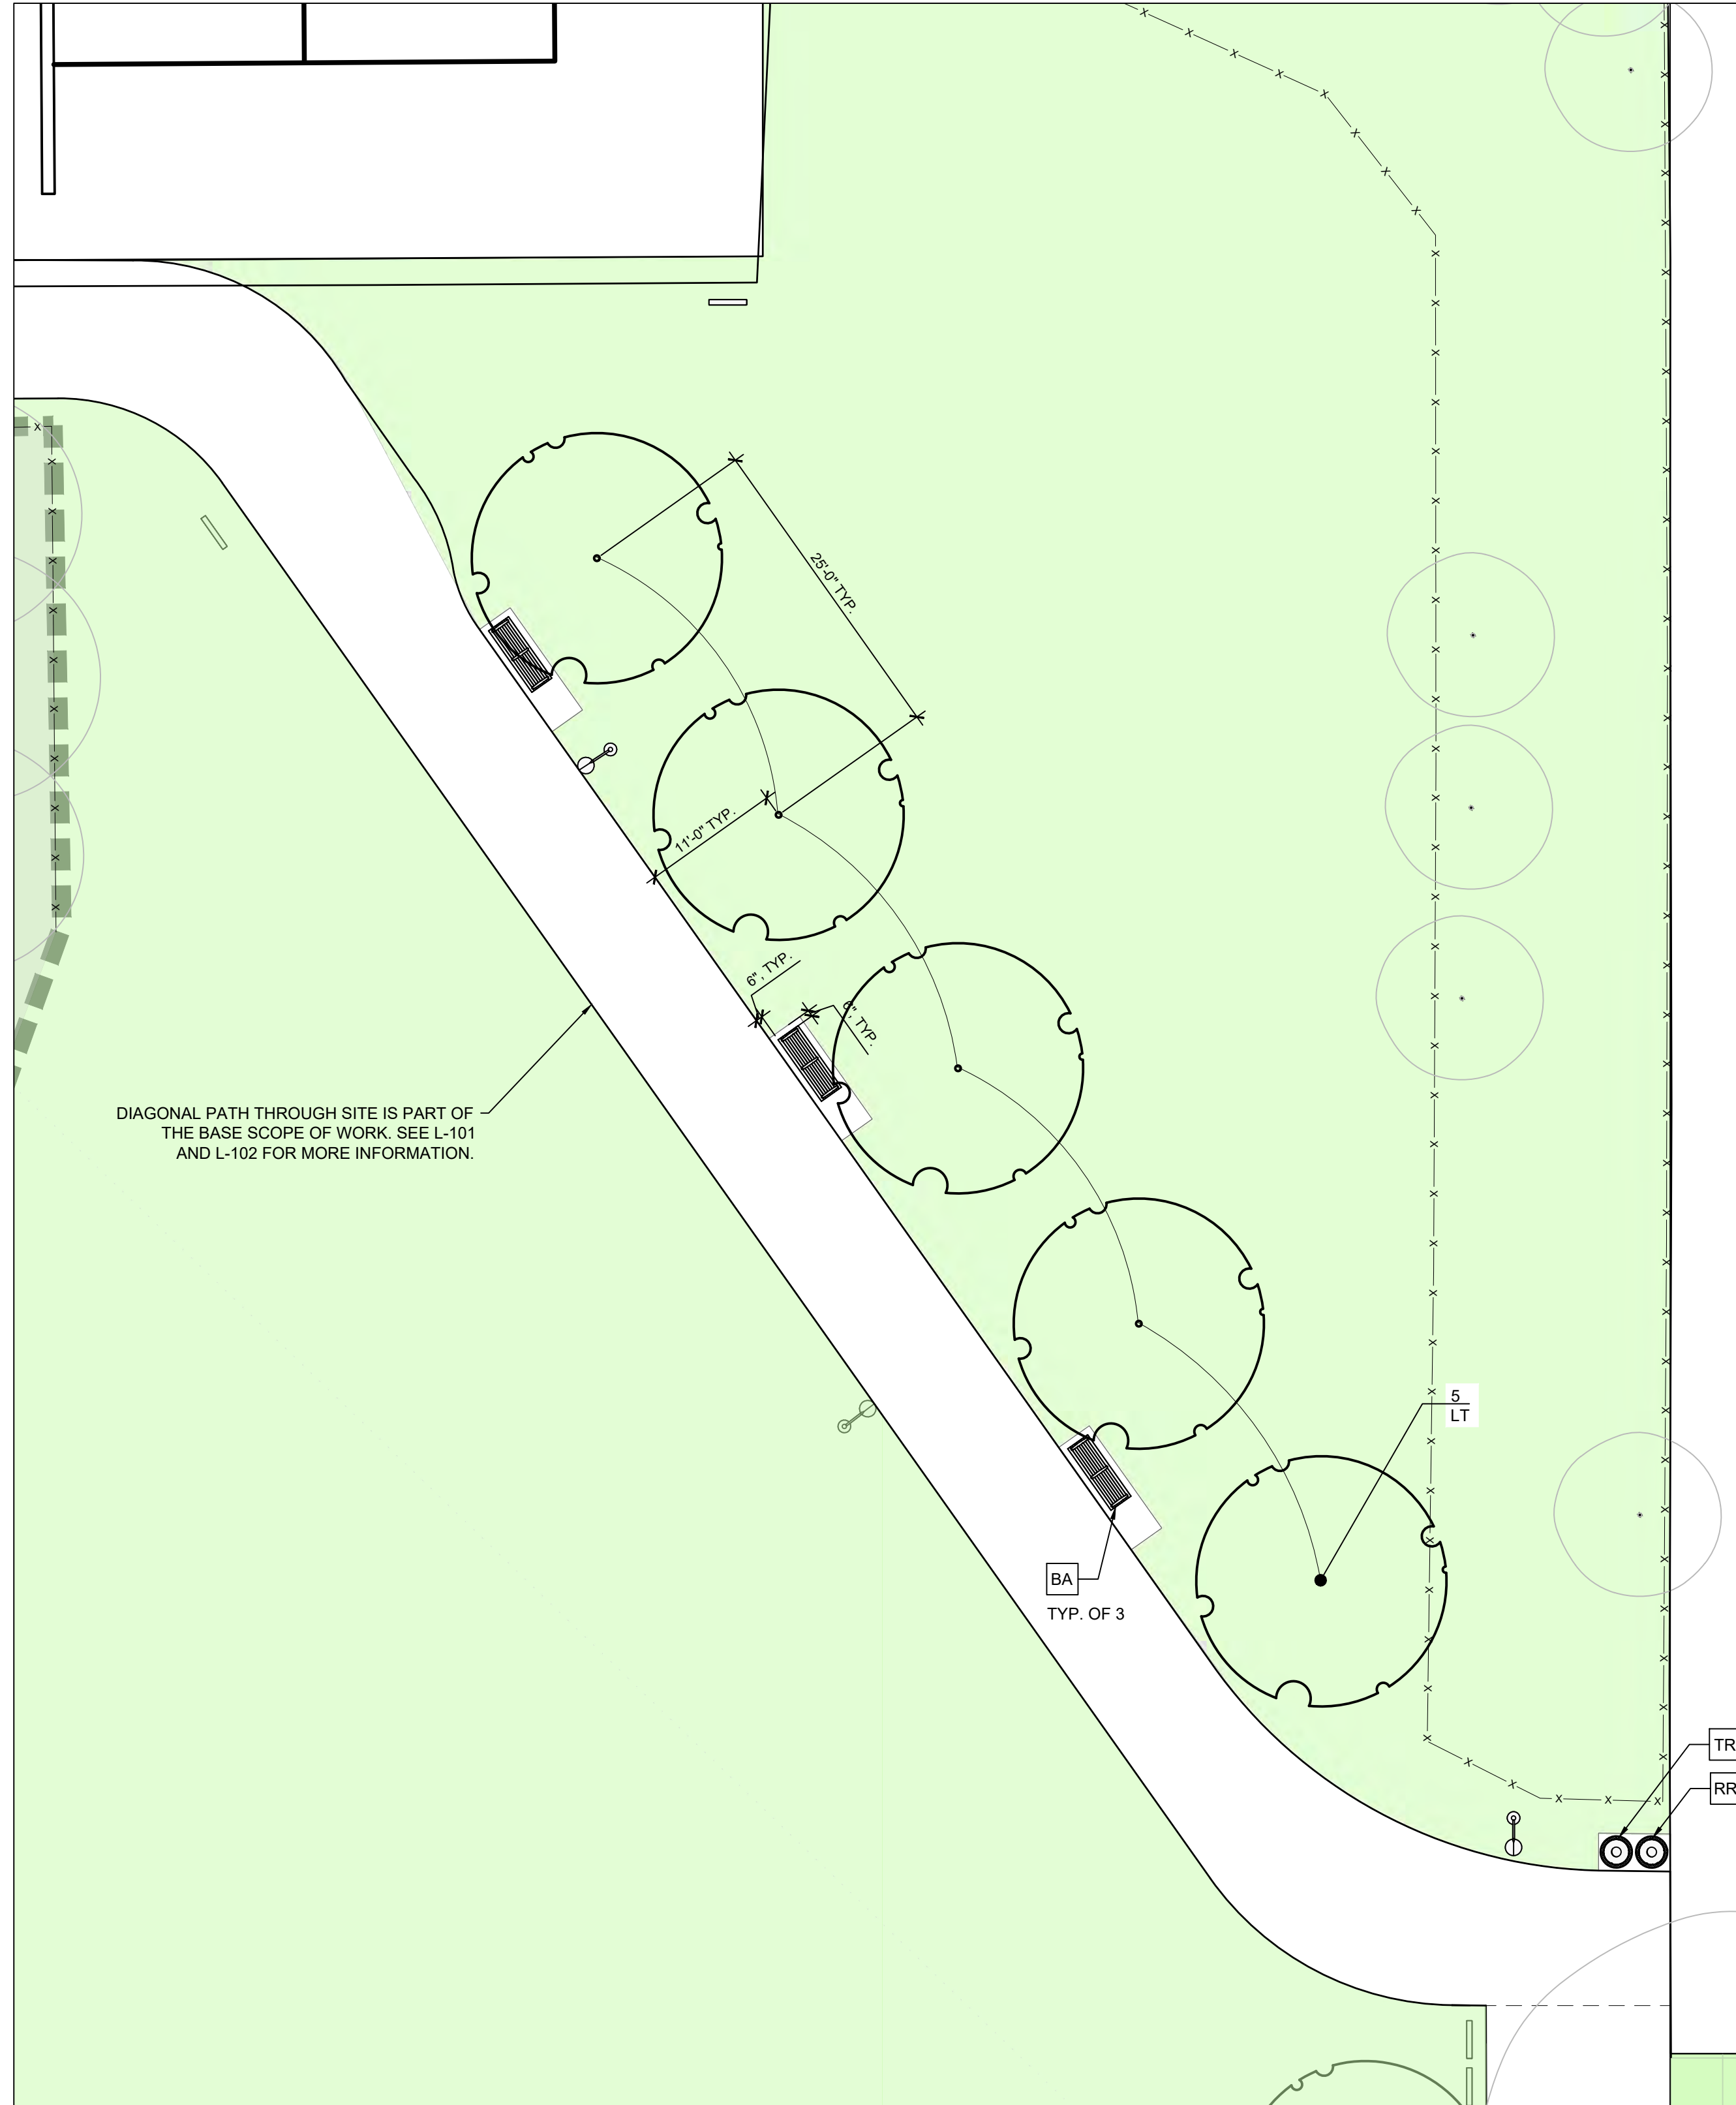 25'-0" TYP.
11'-0" TYP.
6", TYP.
6", TYP.
DIAGONAL PATH THROUGH SITE IS PART OF
THE BASE SCOPE OF WORK. SEE L-101
AND L-102 FOR MORE INFORMATION.
5
LT
BA
TYP. OF 3
TR
RR